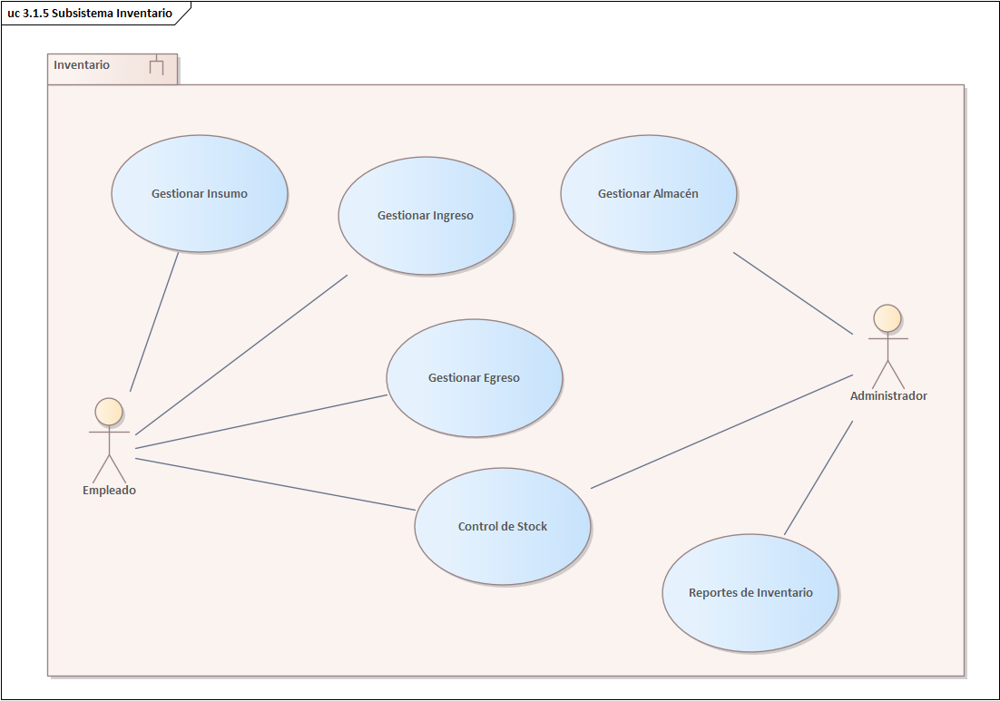 uc 3.1.5 Subsistema Inventario
Inventario
Gestionar Insumo
Gestionar Ingreso
Gestionar Almacén
Gestionar Egreso
Administrador
Empleado
Control de Stock
Reportes de Inventario